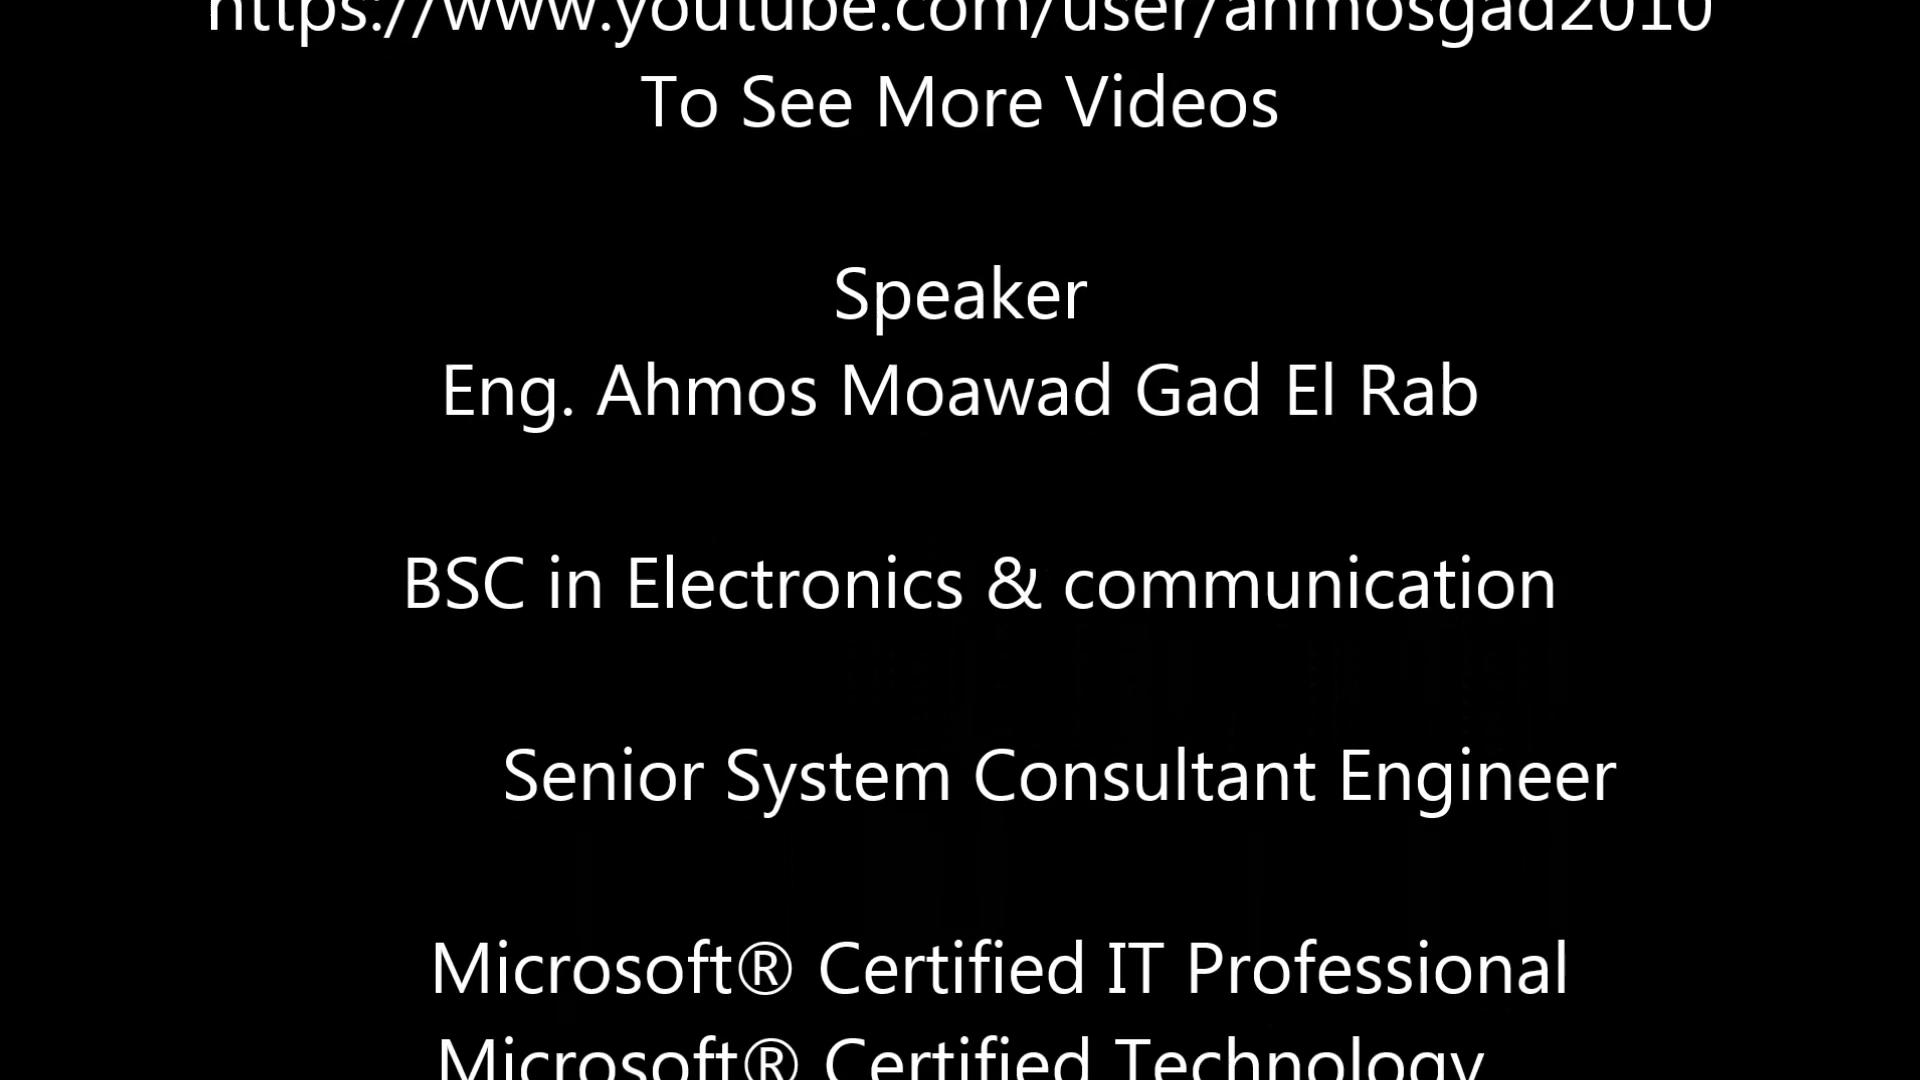 https://www.youtube.com/user/ahmosgad2010
To See More Videos
Speaker
Eng. Ahmos Moawad Gad El Rab
BSC in Electronics & communication
Senior System Consultant Engineer
Microsoft® Certified IT Professional
Microsoft® Certified Technology